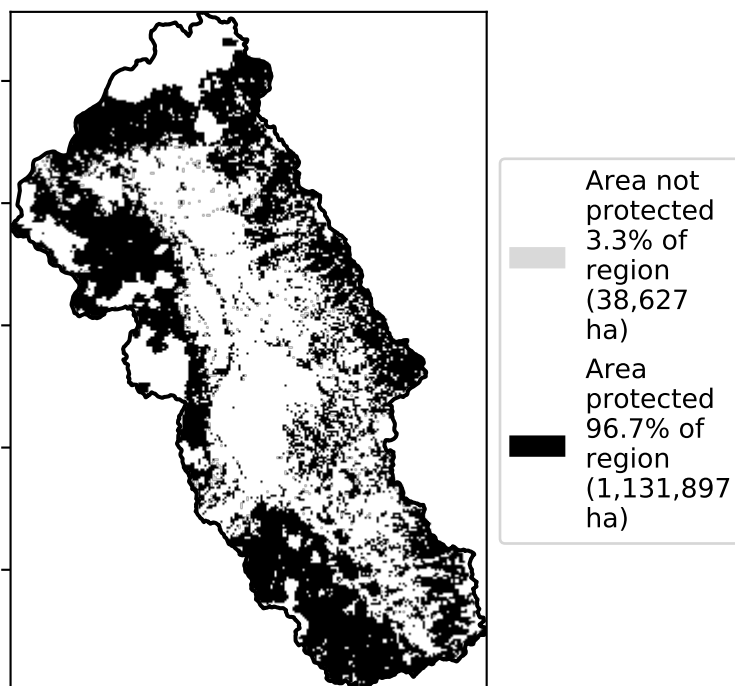 Area not
protected
3.3% of
region
(38,627
ha)
Area
protected
96.7% of
region
(1,131,897
ha)